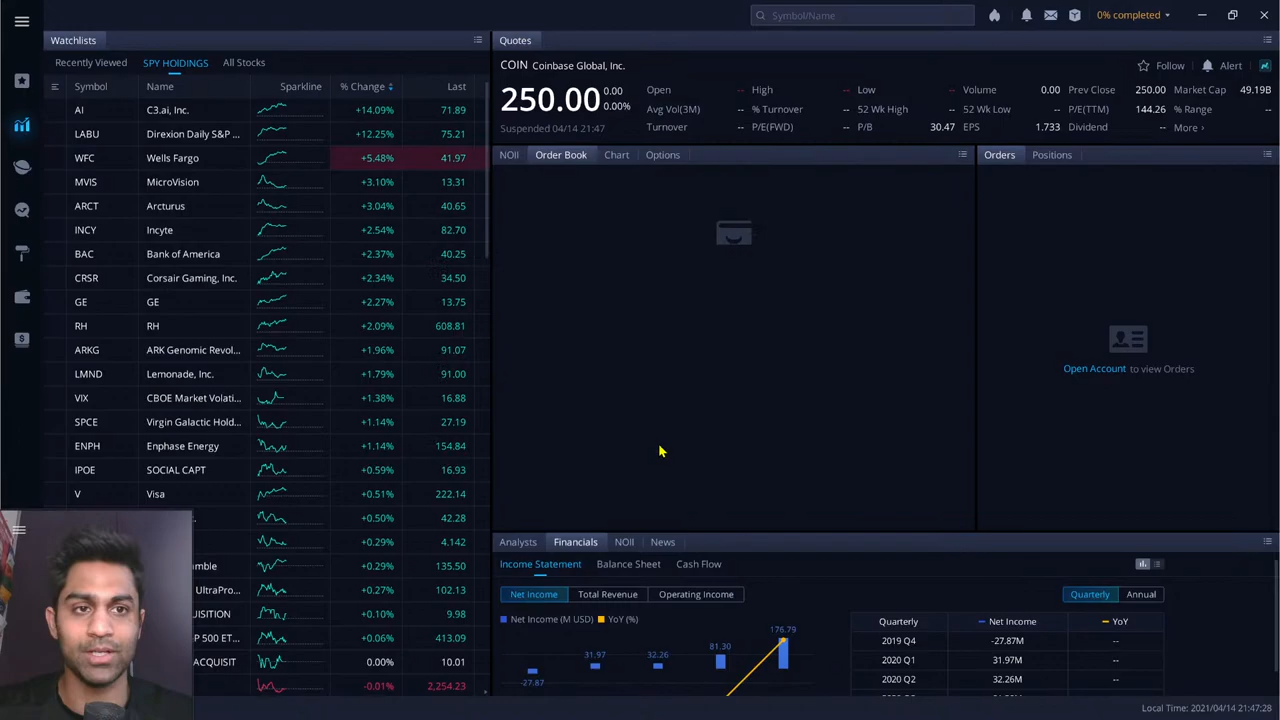 Symbol/Name
0% completed
Watchlists
Recently Viewed SPY HOlDINGS All Stocks
Symbol Name Sparkline % Change Last
AI C3.ai, Inc. +14.09% 71.89
LABU Direxion Daily S&P ... +12.25% 75.21
WFC Wells Fargo +5.48% 41.97
MVIS MicroVision +3.10% 13.31
ARCT Arcturus +3.04% 40.65
INCY Incyte +2.54% 82.70
BAC Bank of America +2.37% 40.25
CRSR Corsair Gaming, Inc. +2.34% 34.50
GE GE +2.27% 13.75
RH RH +2.09% 608.81
ARKG ARK Genomic Revol... +1.96% 91.07
LMND Lemonade, Inc. +1.79% 91.00
VIX CBOE Market Volati... +1.38% 16.88
SPCE Virgin Galactic Hold... +1.14% 27.19
ENPH Enphase Energy +1.14% 154.84
IPOE SOCIAL CAPT +0.59% 16.93
V Visa +0.51% 222.14
+0.50% 42.28
+0.29% 4.142
mble +0.29% 135.50
UltraPro... +0.27% 102.13
QUISITION +0.10% 9.98
P 500 ET... +0.06% 413.09
ACQUISIT 0.00% 10.01
-0.01% 2,254.23
Quotes
COIN Coinbase Global, Inc.
Follow Alert
250.00 0.00
0.00%
Suspended 04/14 21:47
Open -- High -- Low -- Volume 0.00 Prev Close 250.00 Market Cap 49.19B
Avg Vol(3M) -- % Turnover -- 52 Wk High -- 52 Wk Low -- P/E(TTM) 144.26 % Range --
Turnover -- P/E(FWD) -- P/B 30.47 EPS 1.733 Dividend -- More ›
NOII Order Book Chart Options
Orders Positions
Open Account to view Orders
Analysts Financials NOII News
Income Statement Balance Sheet Cash Flow
Net Income Total Revenue Operating Income
Quarterly Annual
Net Income (M USD) YoY (%)
-27.87
31.97
32.26
81.30
176.79
Quarterly Net Income YoY
2019 Q4 -27.87M --
2020 Q1 31.97M --
2020 Q2 32.26M --
Local Time: 2021/04/14 21:47:28